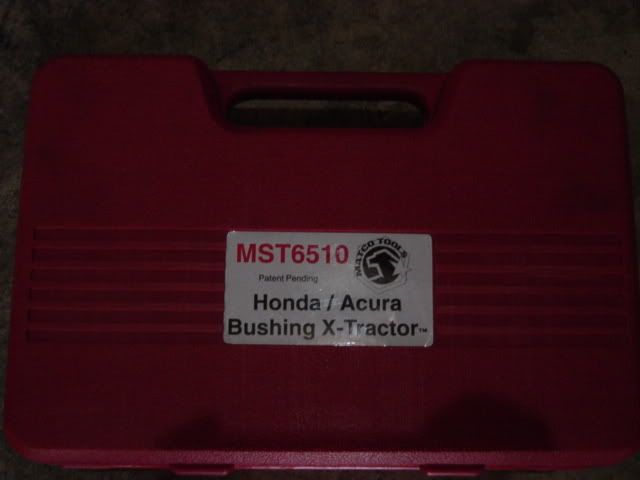 MST6510
MATCO TOOLS
Patent Pending
Honda / Acura
Bushing X-Tractor™